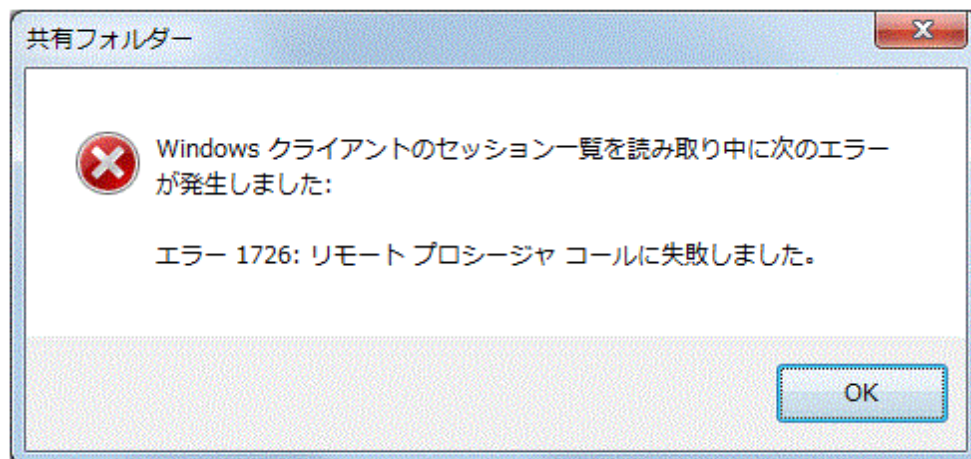 共有フォルダー
Windows クライアントのセッション一覧を読み取り中に次のエラー
が発生しました:
エラー 1726: リモート プロシージャ コールに失敗しました。
OK